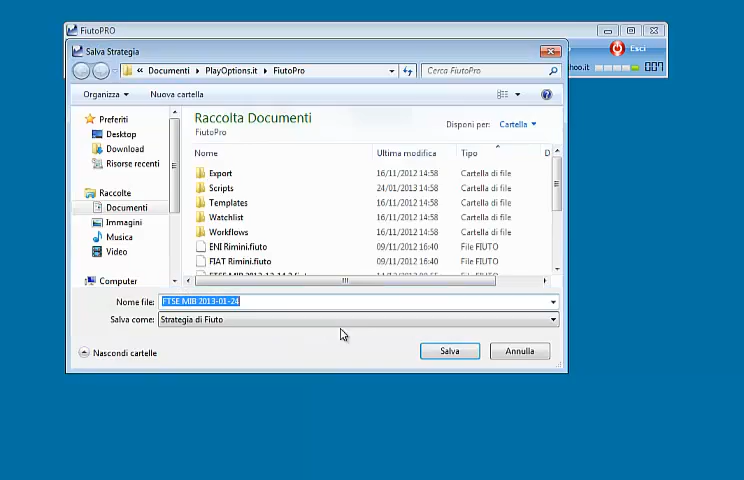 FiutoPRO
Esci
Salva Strategia
hoo.it
007
« Documenti PlayOptions.it FiutoPro
Cerca FiutoPro
Organizza
Nuova cartella
Preferiti
Desktop
Download
Risorse recenti
Raccolte
Documenti
Immagini
Musica
Video
Computer
Raccolta Documenti
FiutoPro
Disponi per: Cartella
Nome Ultima modifica Tipo D
Export 16/11/2012 14:58 Cartella di file
Scripts 24/01/2013 14:58 Cartella di file
Templates 16/11/2012 14:58 Cartella di file
Watchlist 16/11/2012 14:58 Cartella di file
Workflows 16/11/2012 14:58 Cartella di file
ENI Rimini.fiuto 09/11/2012 16:40 File FIUTO
FIAT Rimini.fiuto 09/11/2012 16:40 File FIUTO
Nome file: FTSE MIB 2013-01-24
Salva come: Strategia di Fiuto
Nascondi cartelle
Salva
Annulla